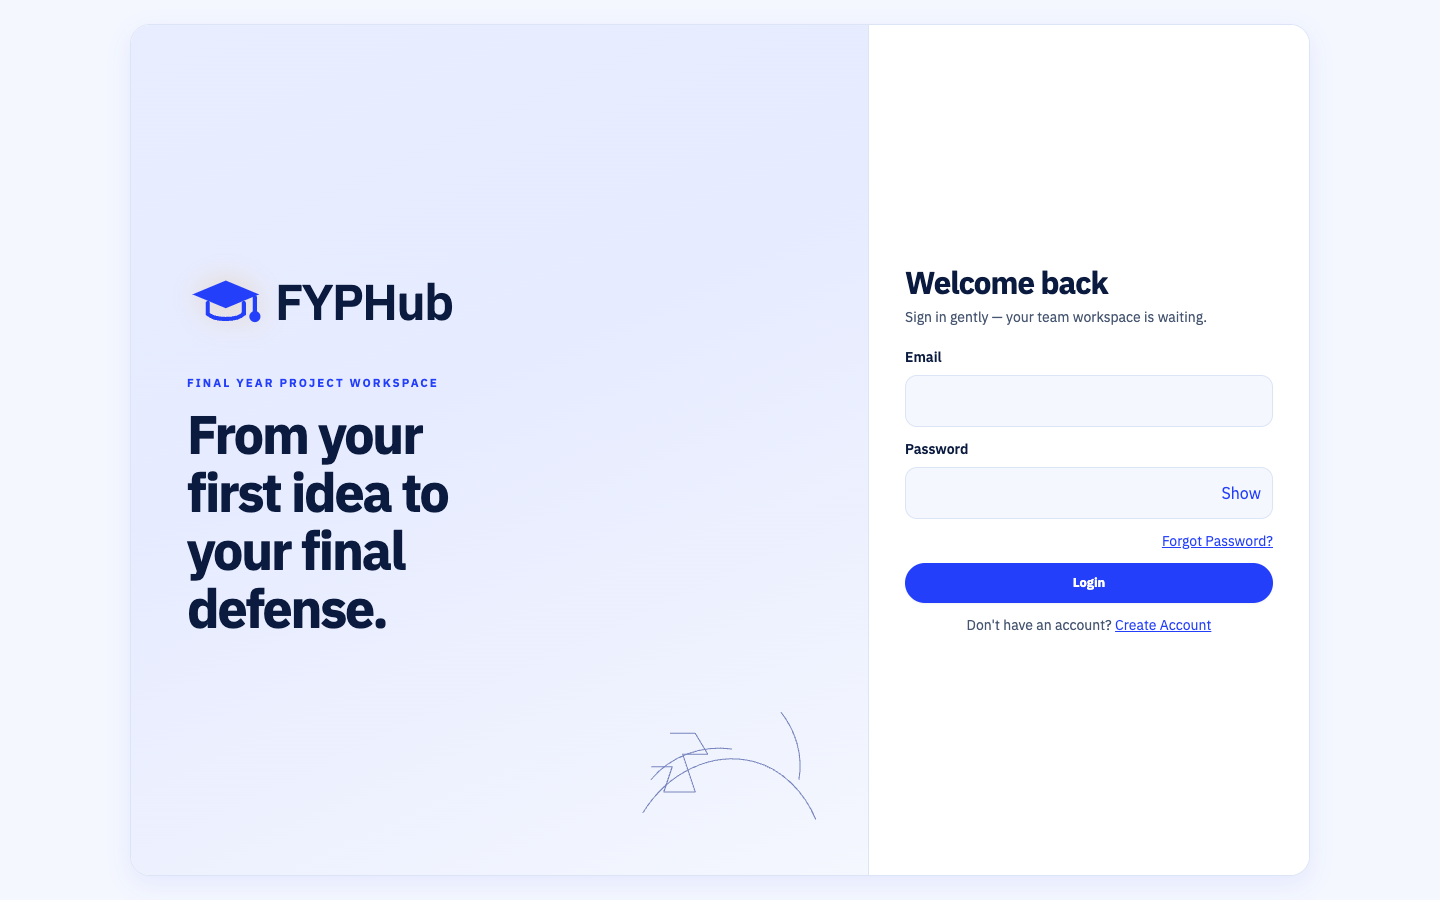 FYPHub
FINAL YEAR PROJECT WORKSPACE
From your
first idea to
your final
defense.
Welcome back
Sign in gently — your team workspace is waiting.
Email
Password
Show
Forgot Password?
Login
Don't have an account? Create Account